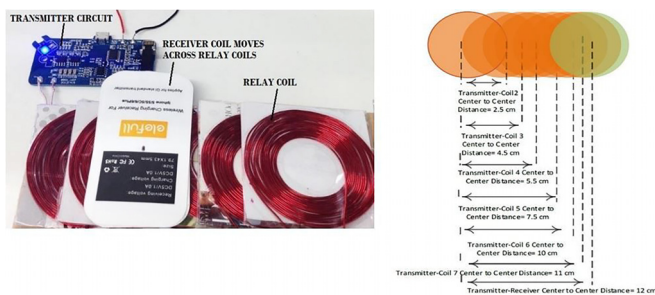 TRANSMITTER CIRCUIT
RECEIVER COIL MOVES
ACROSS RELAY COILS
RELAY COIL
Wireless Charging Receiver For
elefull
Size
Charging voltage
Receiving voltage
Transmitter-Coil2
Center to Center
Distance= 2.5 cm
Transmitter-Coil 3
Center to Center
Distance= 4.5 cm
Transmitter-Coil 4 Center to
Center Distance= 5.5 cm
Transmitter-Coil 5 Center to
Center Distance= 7.5 cm
Transmitter-Coil 6 Center to
Center Distance= 10 cm
Transmitter-Coil 7 Center to Center Distance= 11 cm
Transmitter-Receiver Center to Center Distance= 12 cm